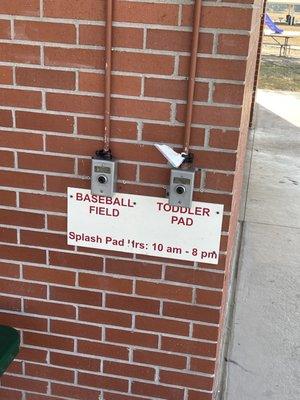 BASEBALL TODDLER
FIELD PAD
Splash Pad Hrs: 10 am - 8 pm